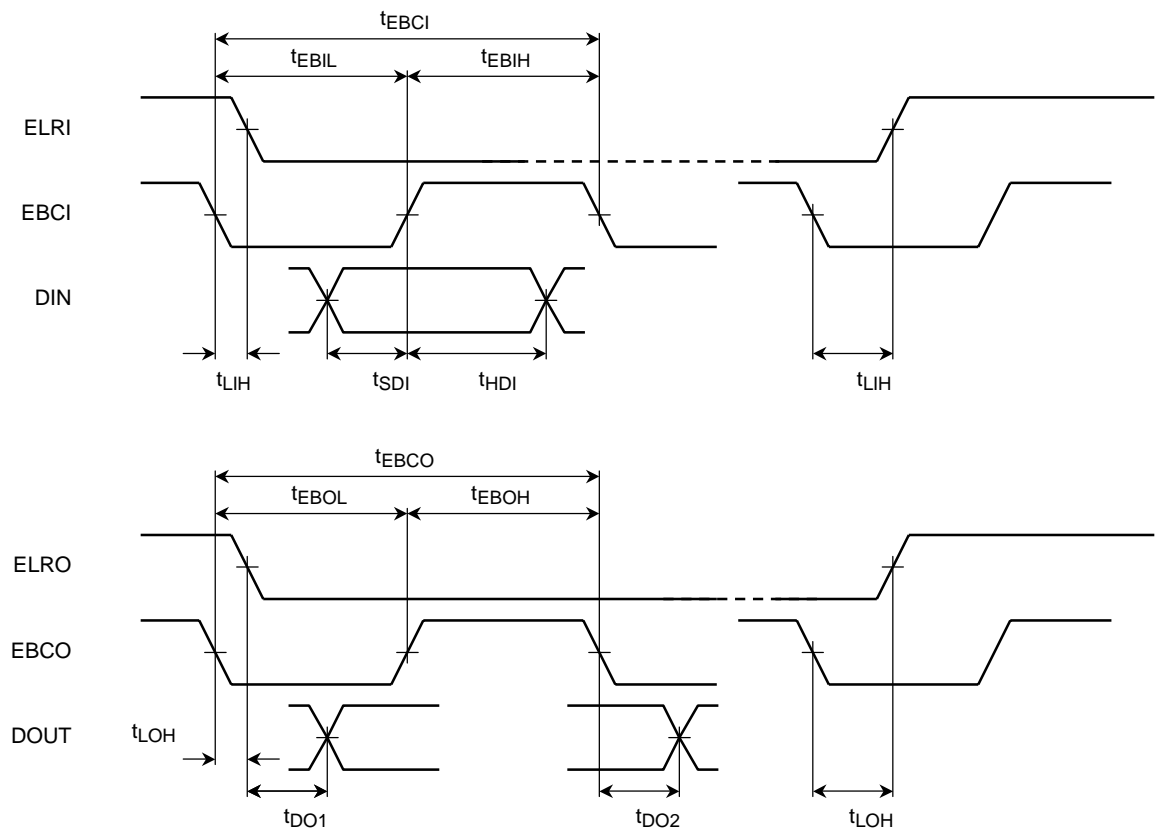 tEBCI
tEBIL tEBIH
ELRI
EBCI
DIN
tLIH tSDI tHDI tLIH
tEBCO
tEBOL tEBOH
ELRO
EBCO
DOUT tLOH
tDO1 tDO2 tLOH